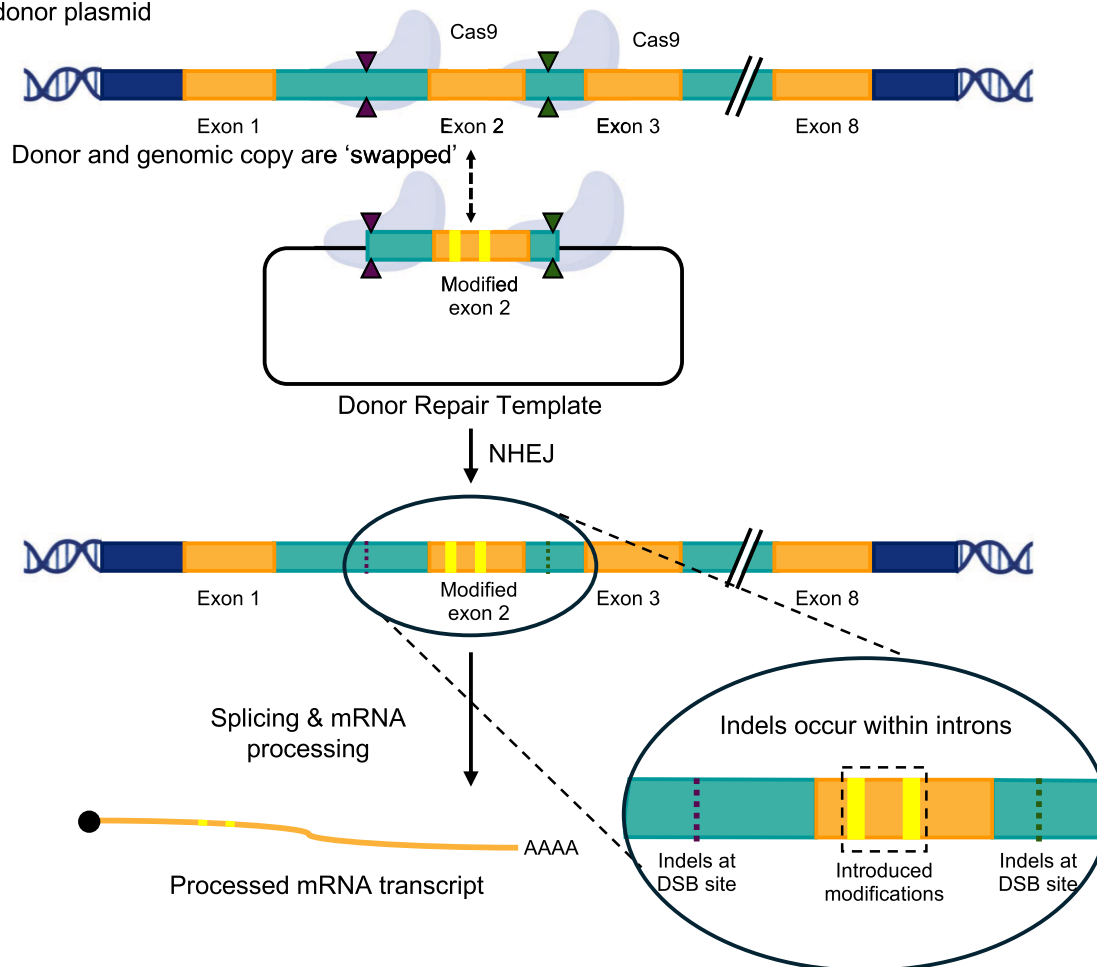 donor plasmid
Cas9
Cas9
Exon 1
Exon 2
Exon 3
Exon 8
Donor and genomic copy are ‘swapped’
Modified
exon 2
Donor Repair Template
NHEJ
Exon 1
Modified
exon 2
Exon 3
Exon 8
Splicing & mRNA
processing
Indels occur within introns
AAAA
Processed mRNA transcript
Indels at
DSB site
Introduced
modifications
Indels at
DSB site